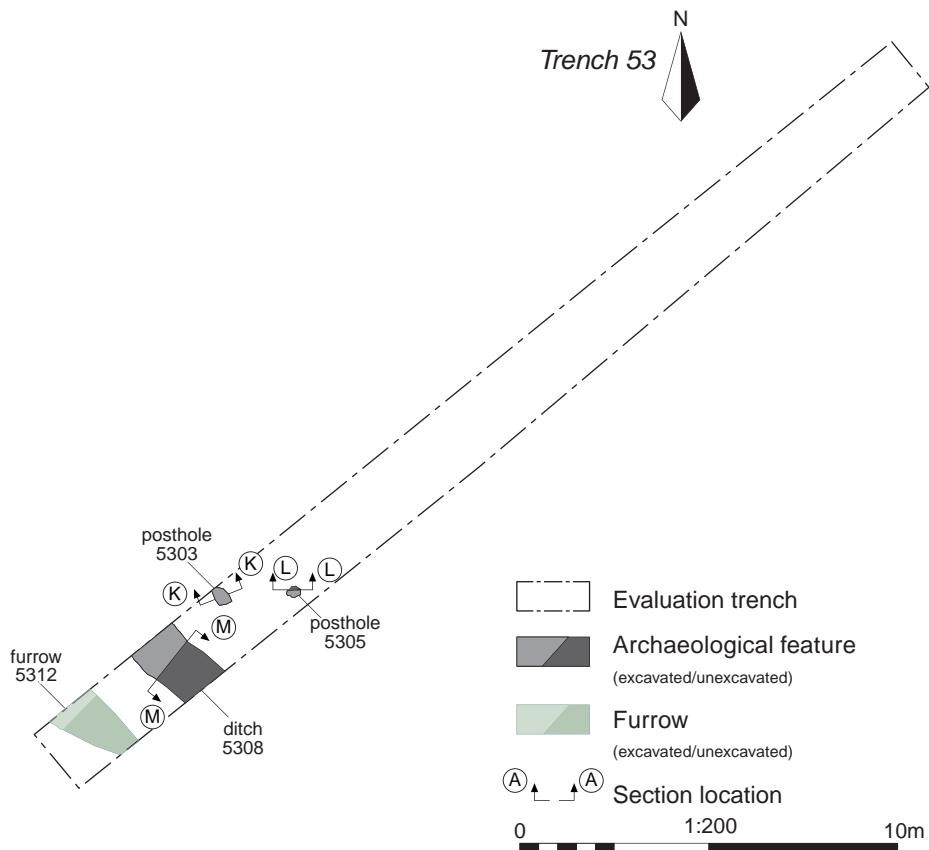 N
Trench 53
posthole
5303
K
K
L
L
posthole
5305
M
M
furrow
5312
ditch
5308
Evaluation trench
Archaeological feature
(excavated/unexcavated)
Furrow
(excavated/unexcavated)
A
A
Section location
0
1:200
10m